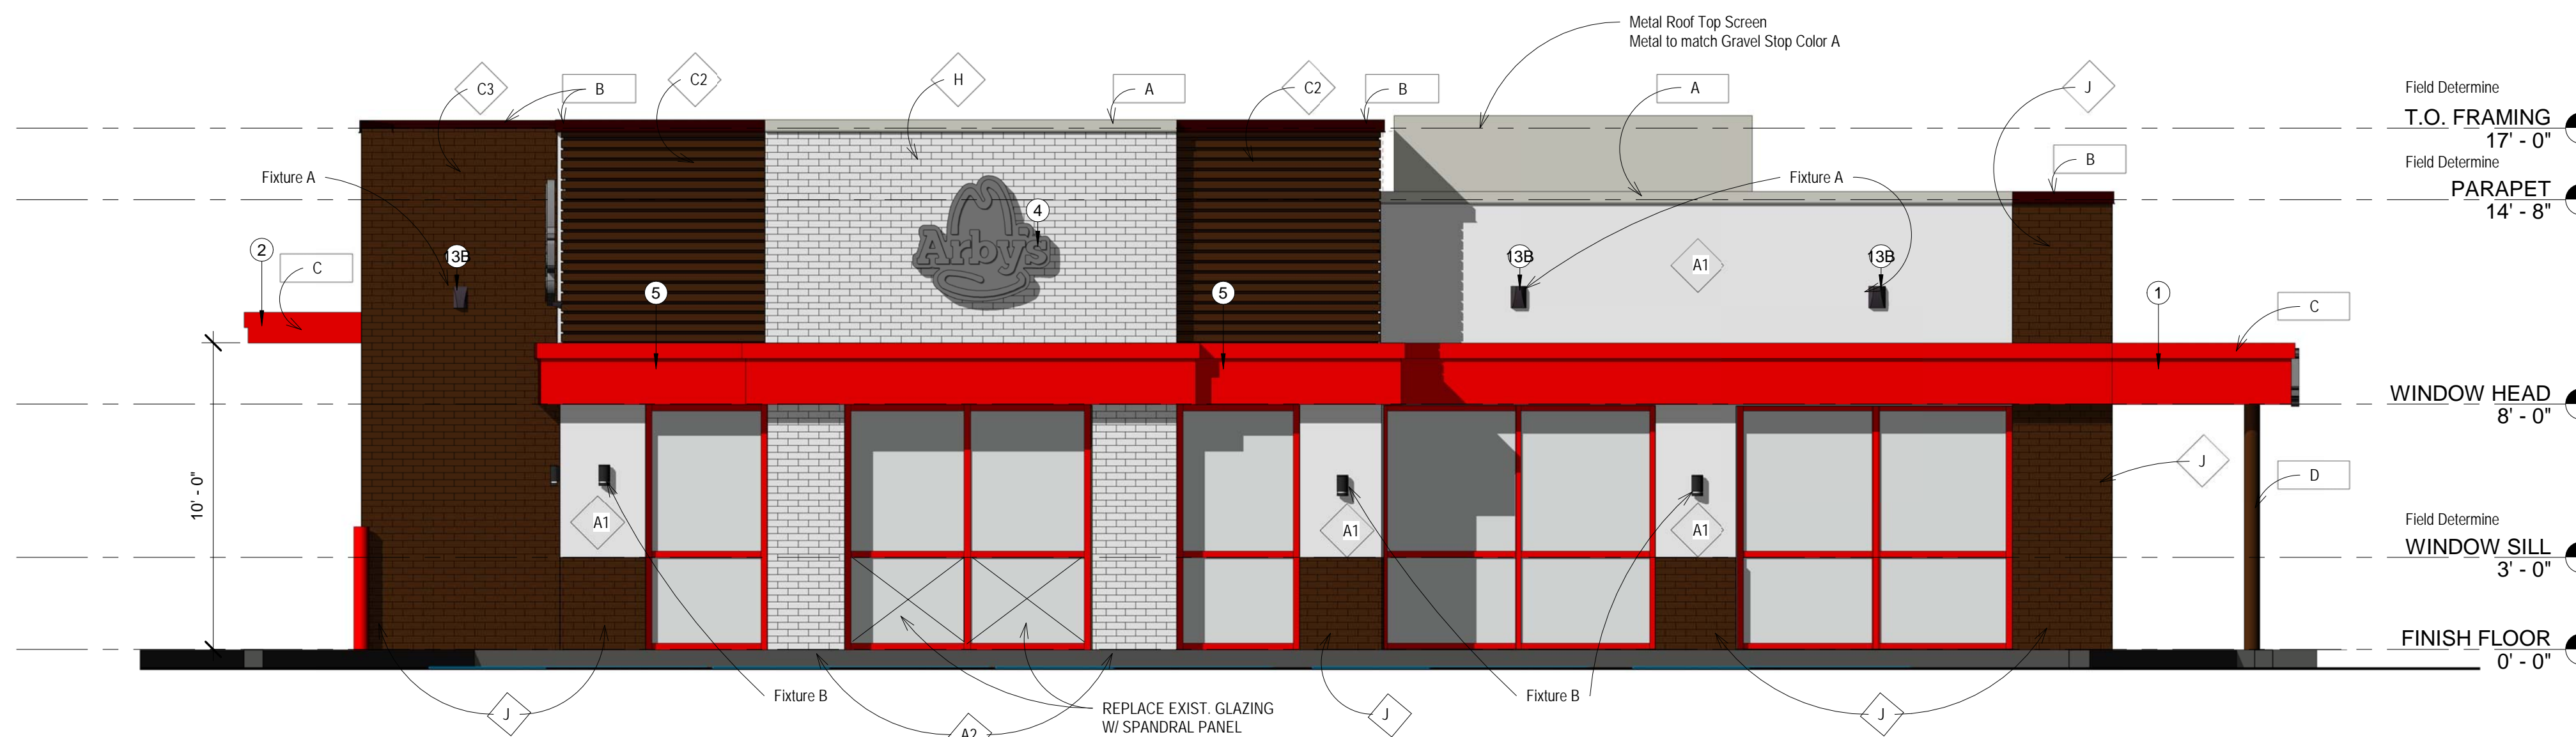 Metal Roof Top Screen
Metal to match Gravel Stop Color A
C3
B
C2
H
A
C2
B
A
J
Field Determine
T.O. FRAMING
17' - 0"
Field Determine
PARAPET
14' - 8"
B
Fixture A
Fixture A
4
Arby's
2
C
13B
13B
13B
A1
5
5
1
C
WINDOW HEAD
8' - 0"
10' - 0"
J
D
A1
A1
A1
Field Determine
WINDOW SILL
3' - 0"
FINISH FLOOR
0' - 0"
J
Fixture B
A2
REPLACE EXIST. GLAZING
W/ SPANDRAL PANEL
J
Fixture B
J